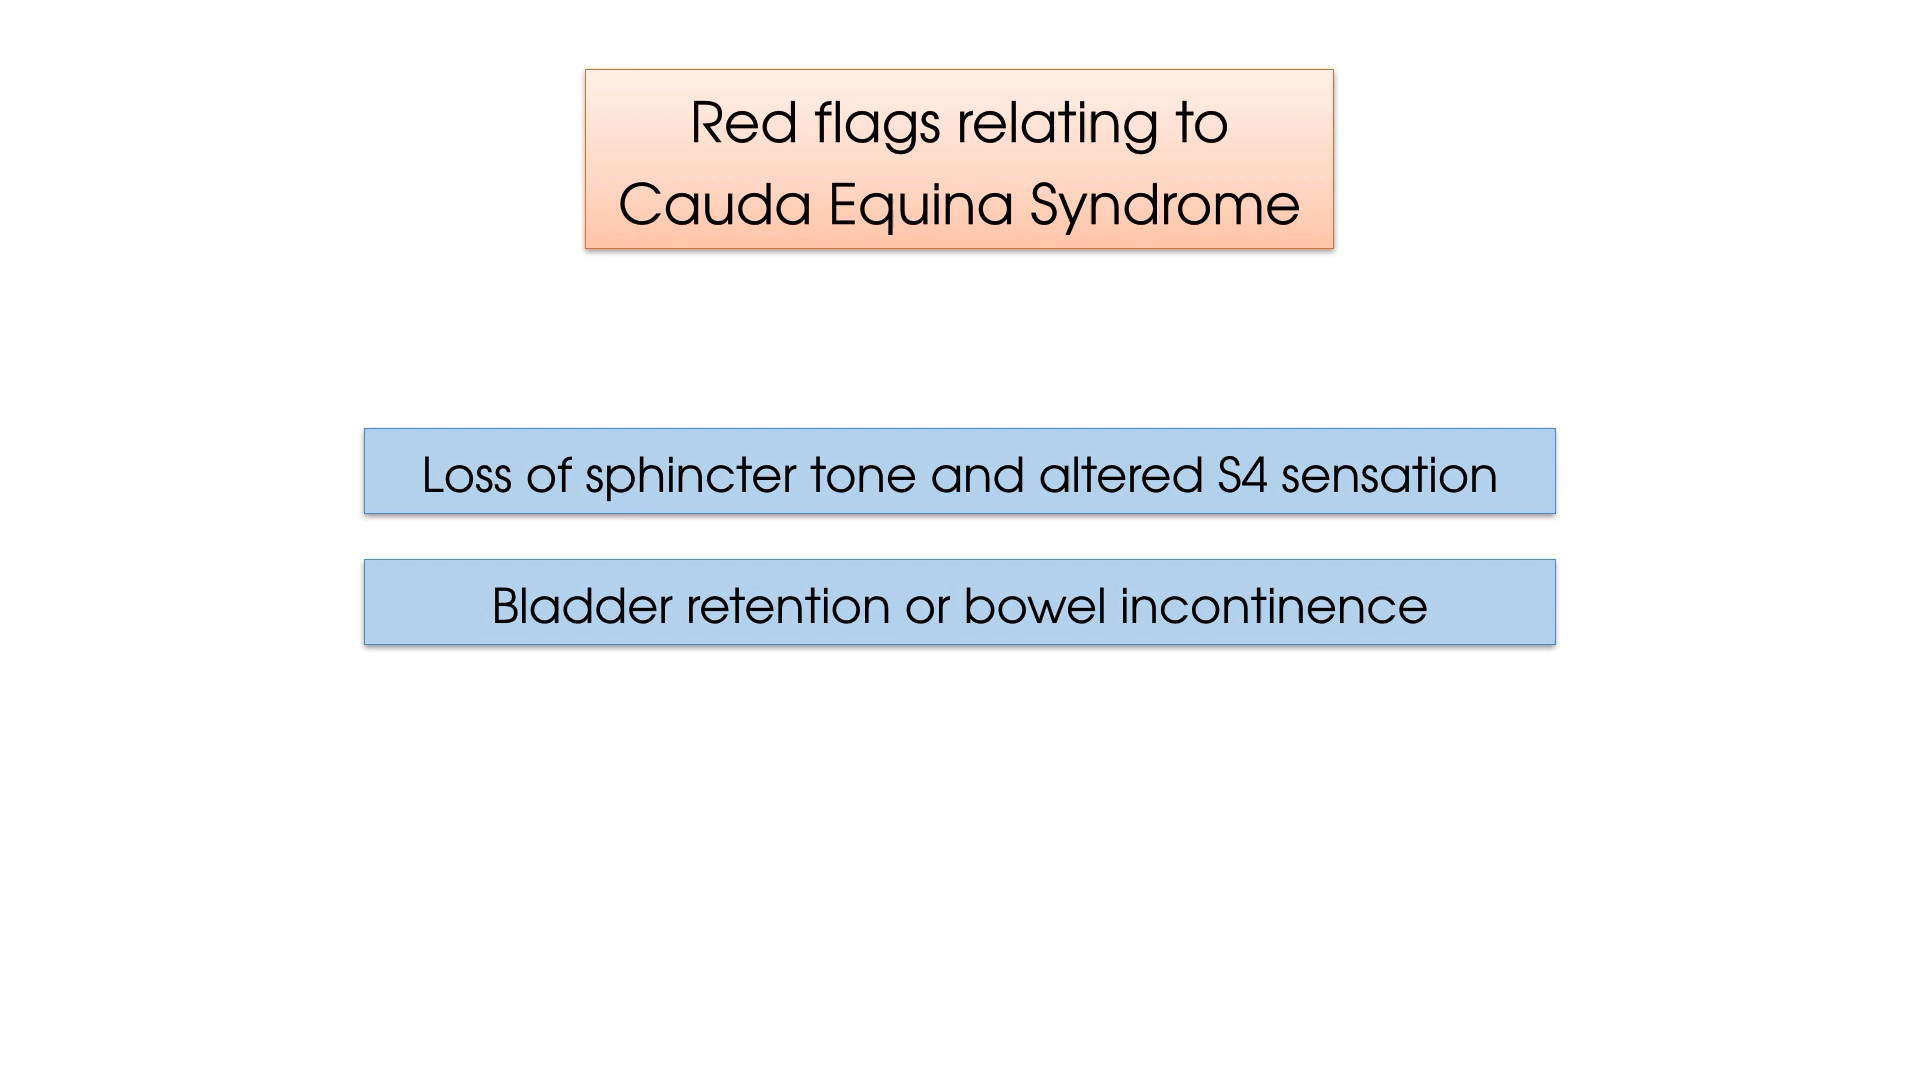 Red flags relating to
Cauda Equina Syndrome
Loss of sphincter tone and altered S4 sensation
Bladder retention or bowel incontinence